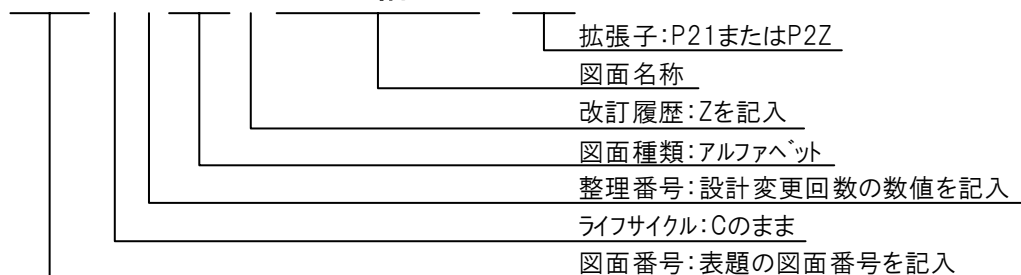 拡張子:P21またはP2Z
図面名称
改訂履歴:Zを記入
図面種類:アルファベット
整理番号:設計変更回数の数値を記入
ライフサイクル:Cのまま
図面番号:表題の図面番号を記入